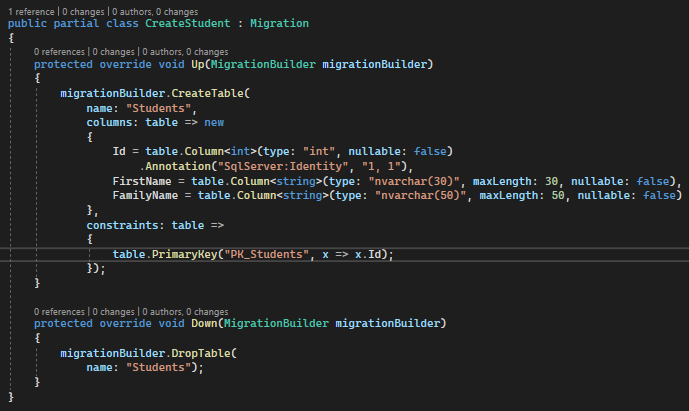 1 reference | 0 changes | 0 authors, 0 changes
public partial class CreateStudent : Migration
{
0 references | 0 changes | 0 authors, 0 changes
protected override void Up(MigrationBuilder migrationBuilder)
{
migrationBuilder.CreateTable(
name: "Students",
columns: table => new
{
Id = table.Column<int>(type: "int", nullable: false)
.Annotation("SqlServer:Identity", "1, 1"),
FirstName = table.Column<string>(type: "nvarchar(30)", maxLength: 30, nullable: false),
FamilyName = table.Column<string>(type: "nvarchar(50)", maxLength: 50, nullable: false)
},
constraints: table =>
{
table.PrimaryKey("PK_Students", x => x.Id);
});
}
0 references | 0 changes | 0 authors, 0 changes
protected override void Down(MigrationBuilder migrationBuilder)
{
migrationBuilder.DropTable(
name: "Students");
}
}